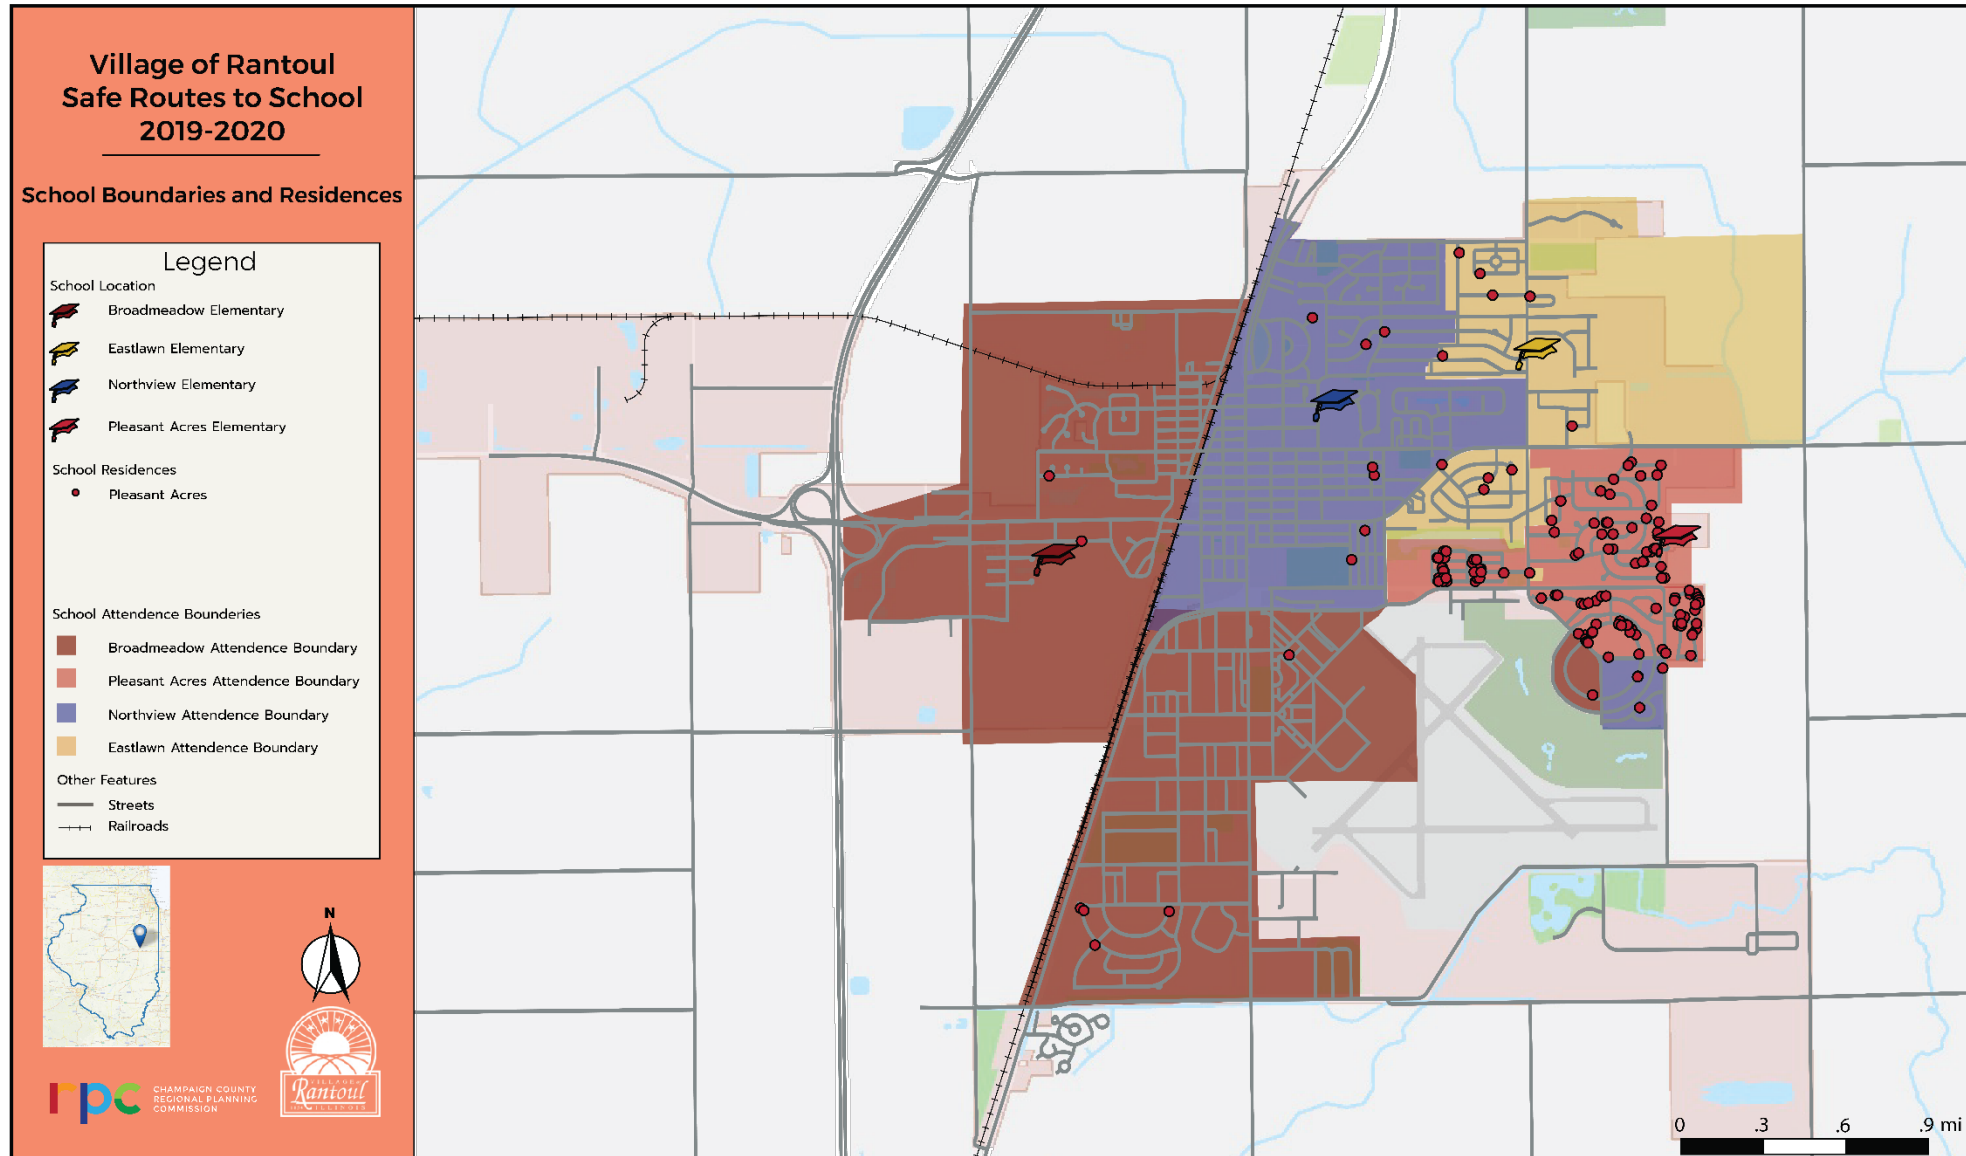 Village of Rantoul
Safe Routes to School
2019-2020
School Boundaries and Residences
Legend
School Location
Broadmeadow Elementary
Eastlawn Elementary
Northview Elementary
Pleasant Acres Elementary
School Residences
Pleasant Acres
School Attendence Bounderies
Broadmeadow Attendence Boundary
Pleasant Acres Attendence Boundary
Northview Attendence Boundary
Eastlawn Attendence Boundary
Other Features
Streets
Railroads
N
rpc
CHAMPAIGN COUNTY
REGIONAL PLANNING
COMMISSION
VILLAGE of
Rantoul
ILLINOIS
0 .3 .6 .9 mi